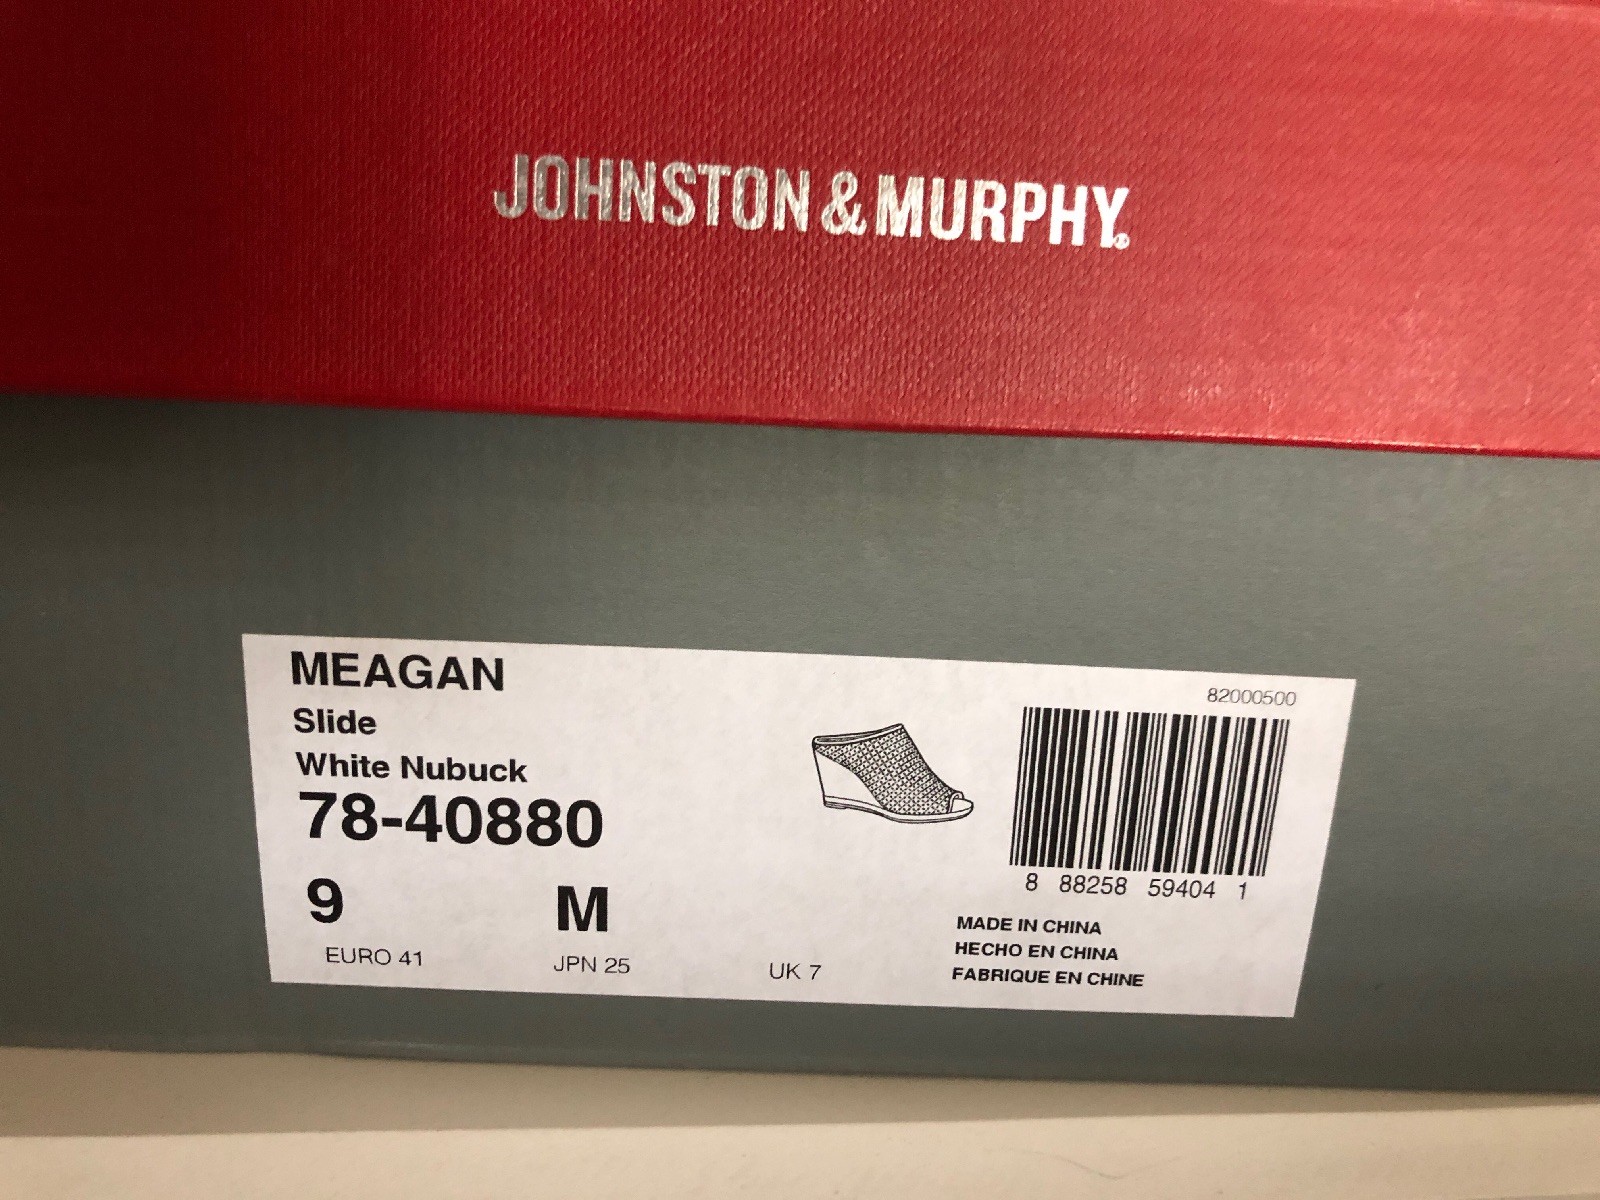 JOHNSTON & MURPHY®
MEAGAN
Slide
White Nubuck
78-40880
9 M
EURO 41 JPN 25 UK 7
82000500
8 88258 59404 1
MADE IN CHINA
HECHO EN CHINA
FABRIQUE EN CHINE